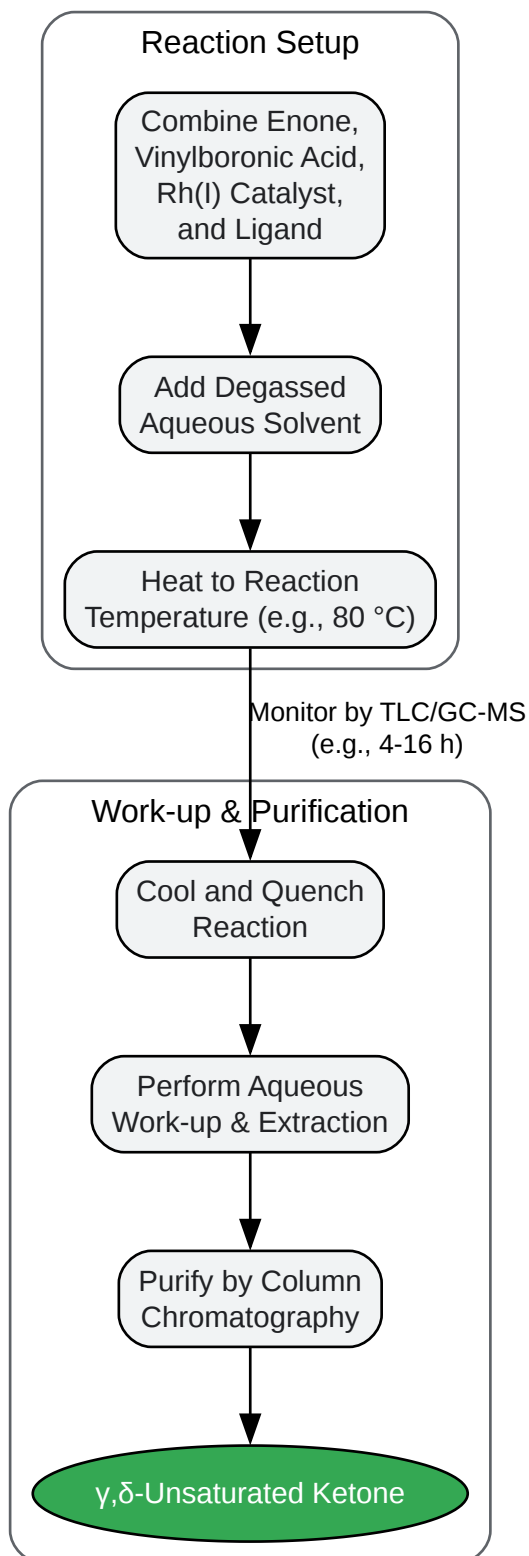 Reaction Setup
Combine Enone,
Vinylboronic Acid,
Rh(I) Catalyst,
and Ligand
Add Degassed
Aqueous Solvent
Heat to Reaction
Temperature (e.g., 80 °C)
Monitor by TLC/GC-MS
(e.g., 4-16 h)
Work-up & Purification
Cool and Quench
Reaction
Perform Aqueous
Work-up & Extraction
Purify by Column
Chromatography
γ,δ-Unsaturated Ketone